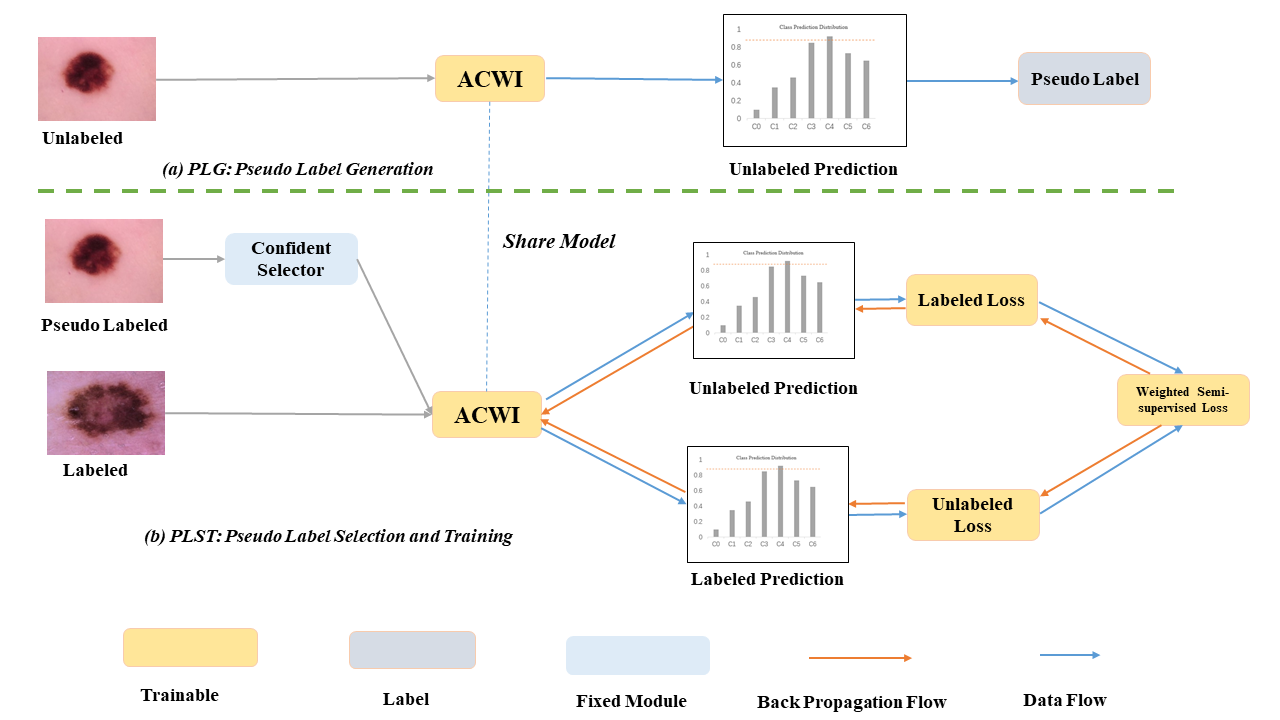 Class Prediction Distribution
1
0.8
0.6
0.4
0.2
0
C0 C1 C2 C3 C4 C5 C6
ACWI
Pseudo Label
Unlabeled
(a) PLG: Pseudo Label Generation
Unlabeled Prediction
Confident
Selector
Share Model
Pseudo Labeled
Class Prediction Distribution
1
0.8
0.6
0.4
0.2
0
C0 C1 C2 C3 C4 C5 C6
Labeled Loss
Unlabeled Prediction
ACWI
Weighted Semi-
supervised Loss
Labeled
Class Prediction Distribution
1
0.8
0.6
0.4
0.2
0
C0 C1 C2 C3 C4 C5 C6
Unlabeled
Loss
(b) PLST: Pseudo Label Selection and Training
Labeled Prediction
Trainable
Label
Fixed Module
Back Propagation Flow
Data Flow